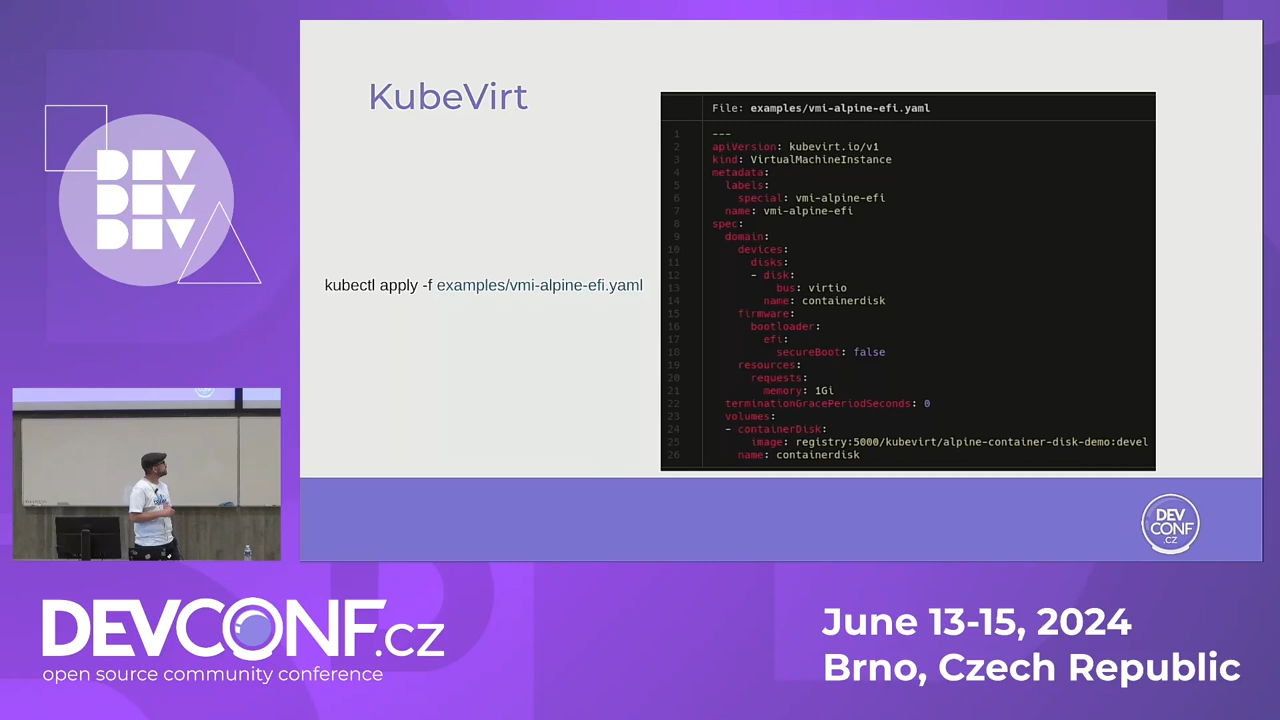 KubeVirt
kubectl apply -f examples/vmi-alpine-efi.yaml
File: examples/vmi-alpine-efi.yaml
1 ---
2 apiVersion: kubevirt.io/v1
3 kind: VirtualMachineInstance
4 metadata:
5   labels:
6     special: vmi-alpine-efi
7   name: vmi-alpine-efi
8 spec:
9   domain:
10     devices:
11       disks:
12       - disk:
13           bus: virtio
14         name: containerdisk
15     firmware:
16       bootloader:
17         efi:
18           secureBoot: false
19     resources:
20       requests:
21         memory: 1Gi
22   terminationGracePeriodSeconds: 0
23   volumes:
24   - containerDisk:
25       image: registry:5000/kubevirt/alpine-container-disk-demo:devel
26     name: containerdisk
DEV
CONF
.CZ
DEV
DEV
DEV
DEVCONF.cz
open source community conference
June 13-15, 2024
Brno, Czech Republic